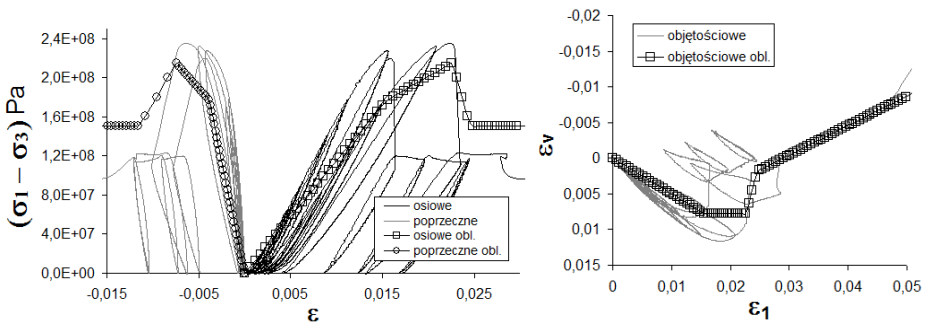 (σ1 − σ3) Pa
2,4E+08
2,0E+08
1,6E+08
1,2E+08
8,0E+07
4,0E+07
0,0E+00
-0,015
-0,005
0,005
0,015
0,025
ε
osiowe
poprzeczne
osiowe obl.
poprzeczne obl.
εv
-0,02
-0,015
-0,01
-0,005
0
0,005
0,01
0,015
0
0,01
0,02
0,03
0,04
0,05
ε1
objętościowe
objętościowe obl.